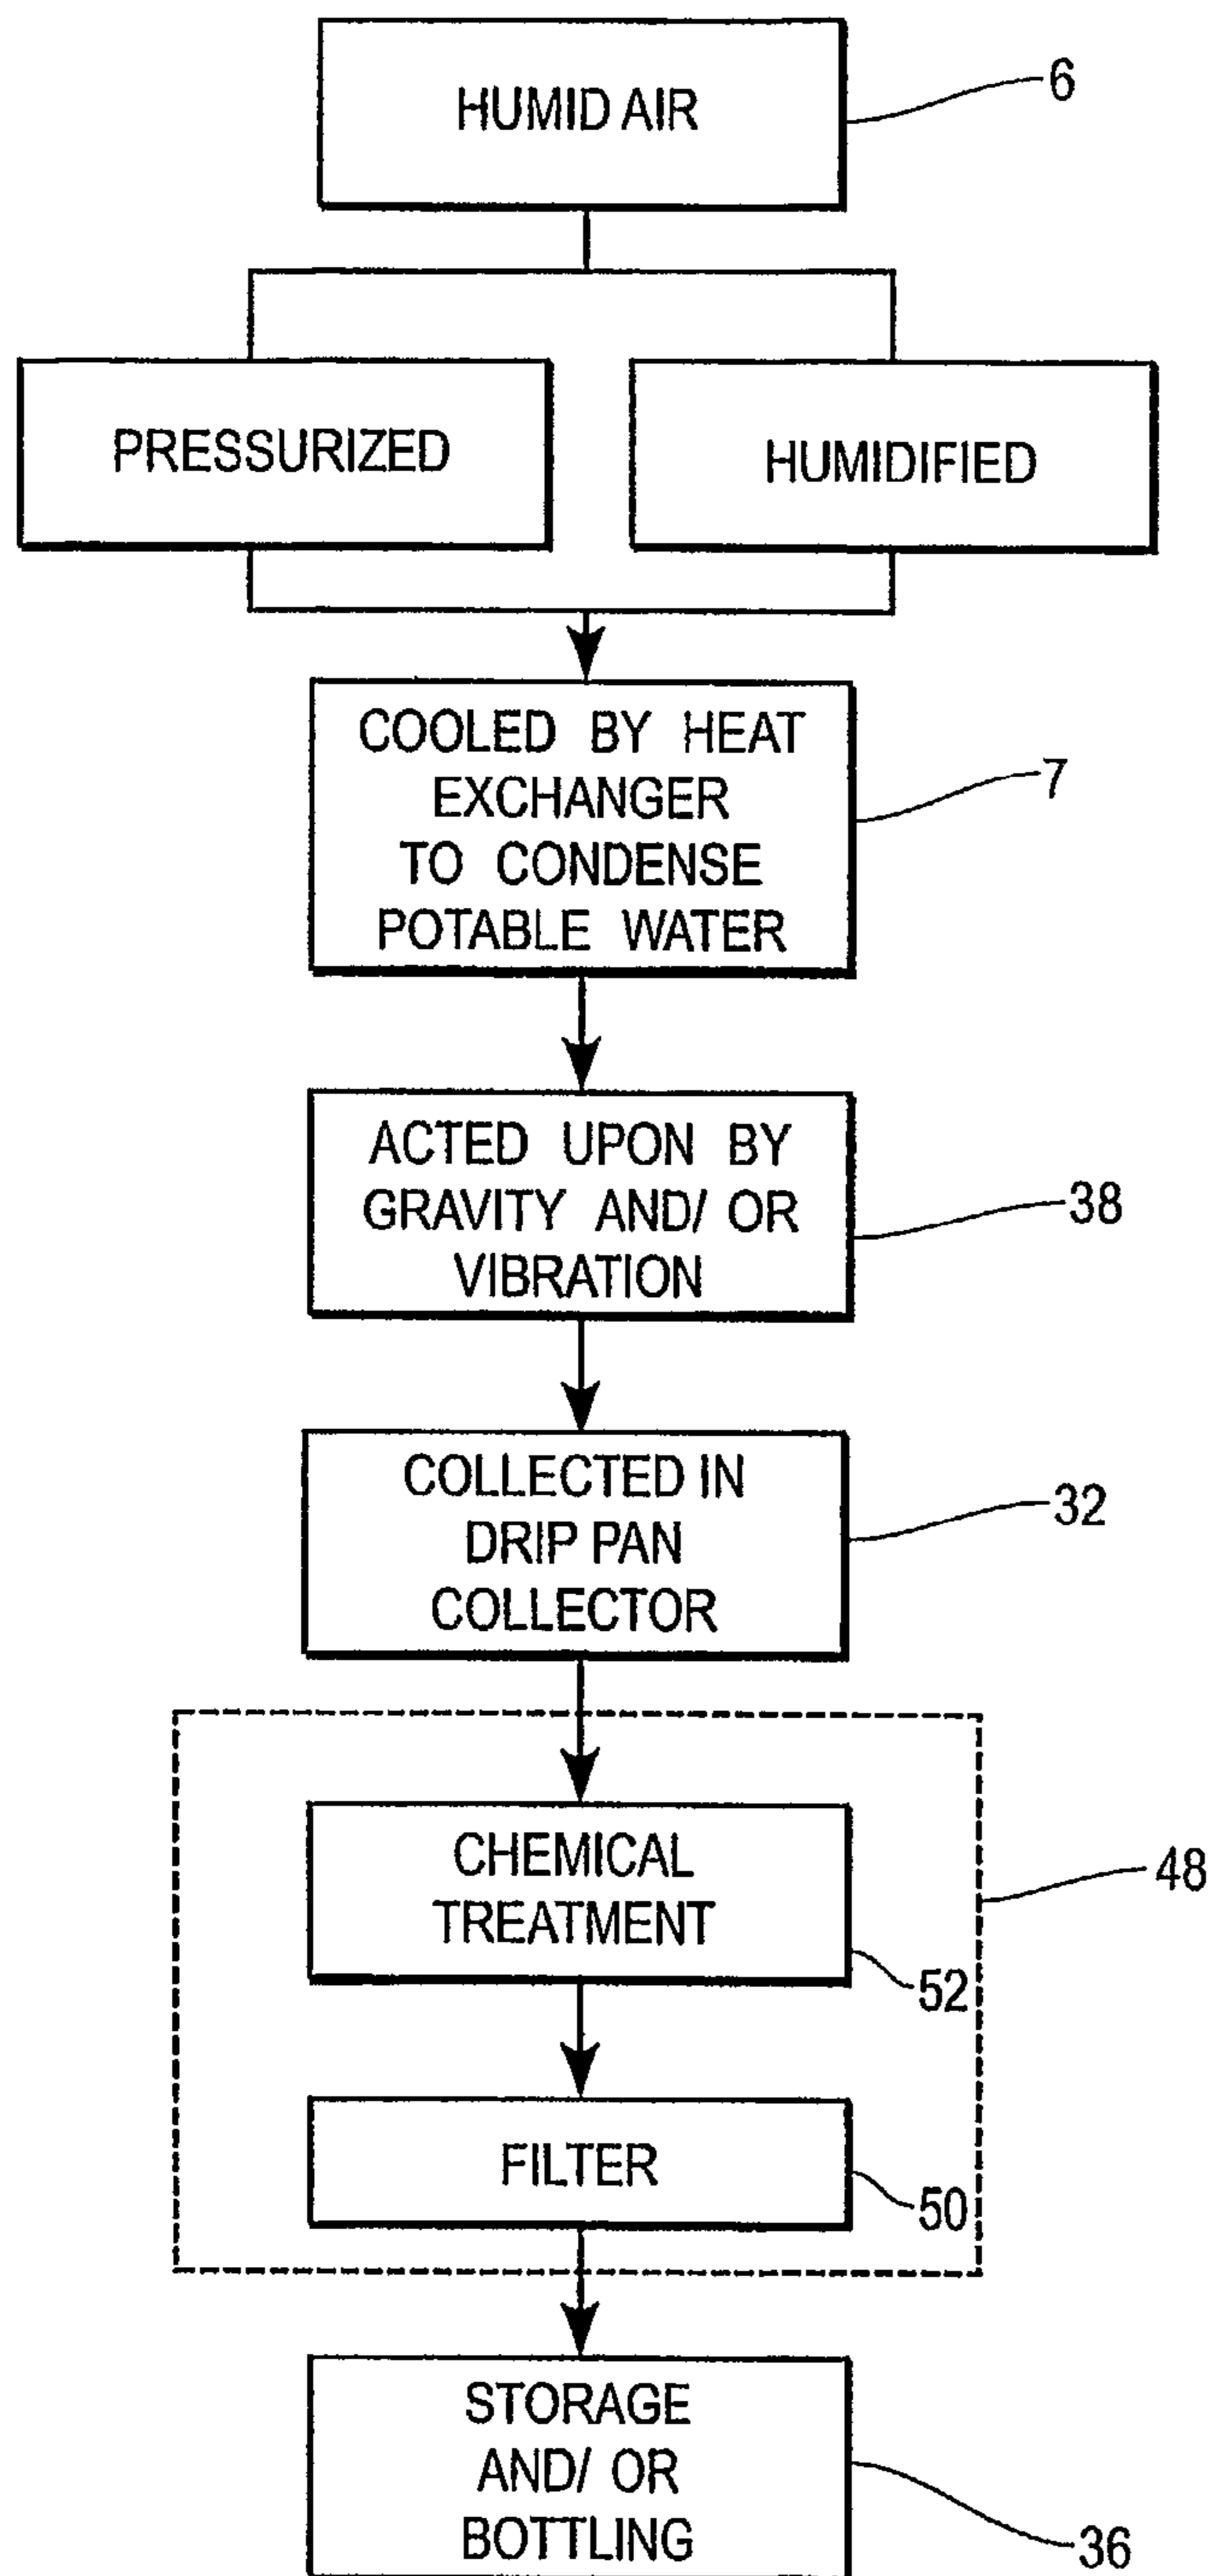 HUMID AIR
6
PRESSURIZED
HUMIDIFIED
COOLED BY HEAT
EXCHANGER
TO CONDENSE
POTABLE WATER
7
ACTED UPON BY
GRAVITY AND/ OR
VIBRATION
38
COLLECTED IN
DRIP PAN
COLLECTOR
32
CHEMICAL
TREATMENT
48
52
FILTER
50
STORAGE
AND/ OR
BOTTLING
36